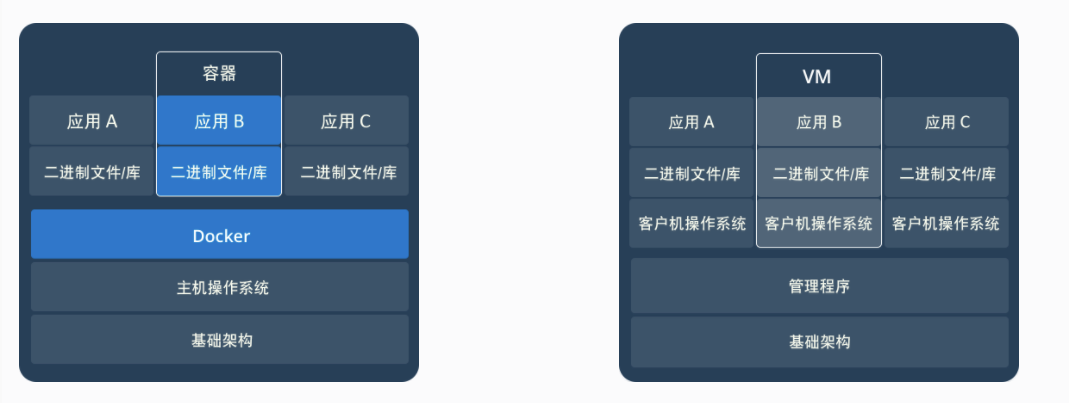 容器
应用 A
应用 B
应用 C
二进制文件/库
二进制文件/库
二进制文件/库
Docker
主机操作系统
基础架构
VM
应用 A
应用 B
应用 C
二进制文件/库
二进制文件/库
二进制文件/库
客户机操作系统
客户机操作系统
客户机操作系统
管理程序
基础架构